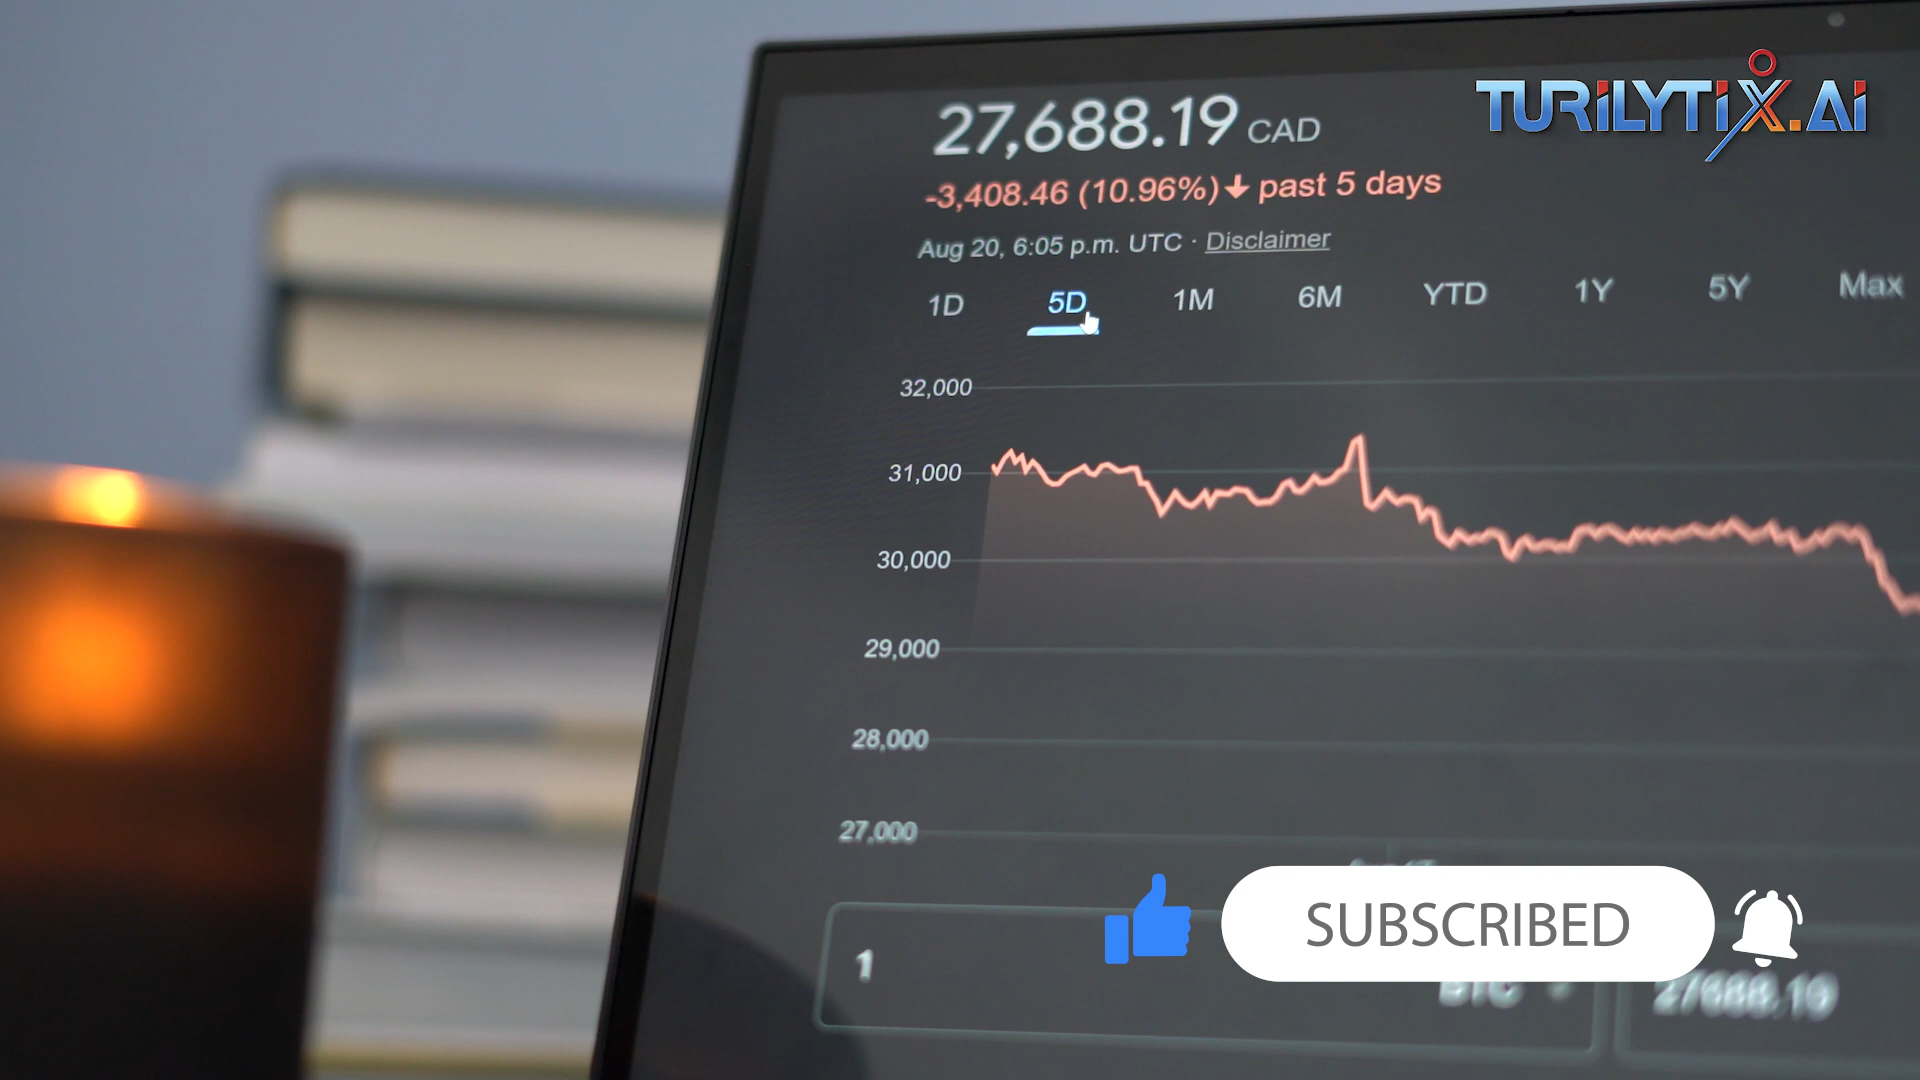 TURILYTIX.AI
27,688.19 CAD
-3,408.46 (10.96%) past 5 days
Aug 20, 6:05 p.m. UTC · Disclaimer
1D 5D 1M 6M YTD 1Y 5Y Max
32,000
31,000
30,000
29,000
28,000
27,000
SUBSCRIBED
1 BTC 27688.19